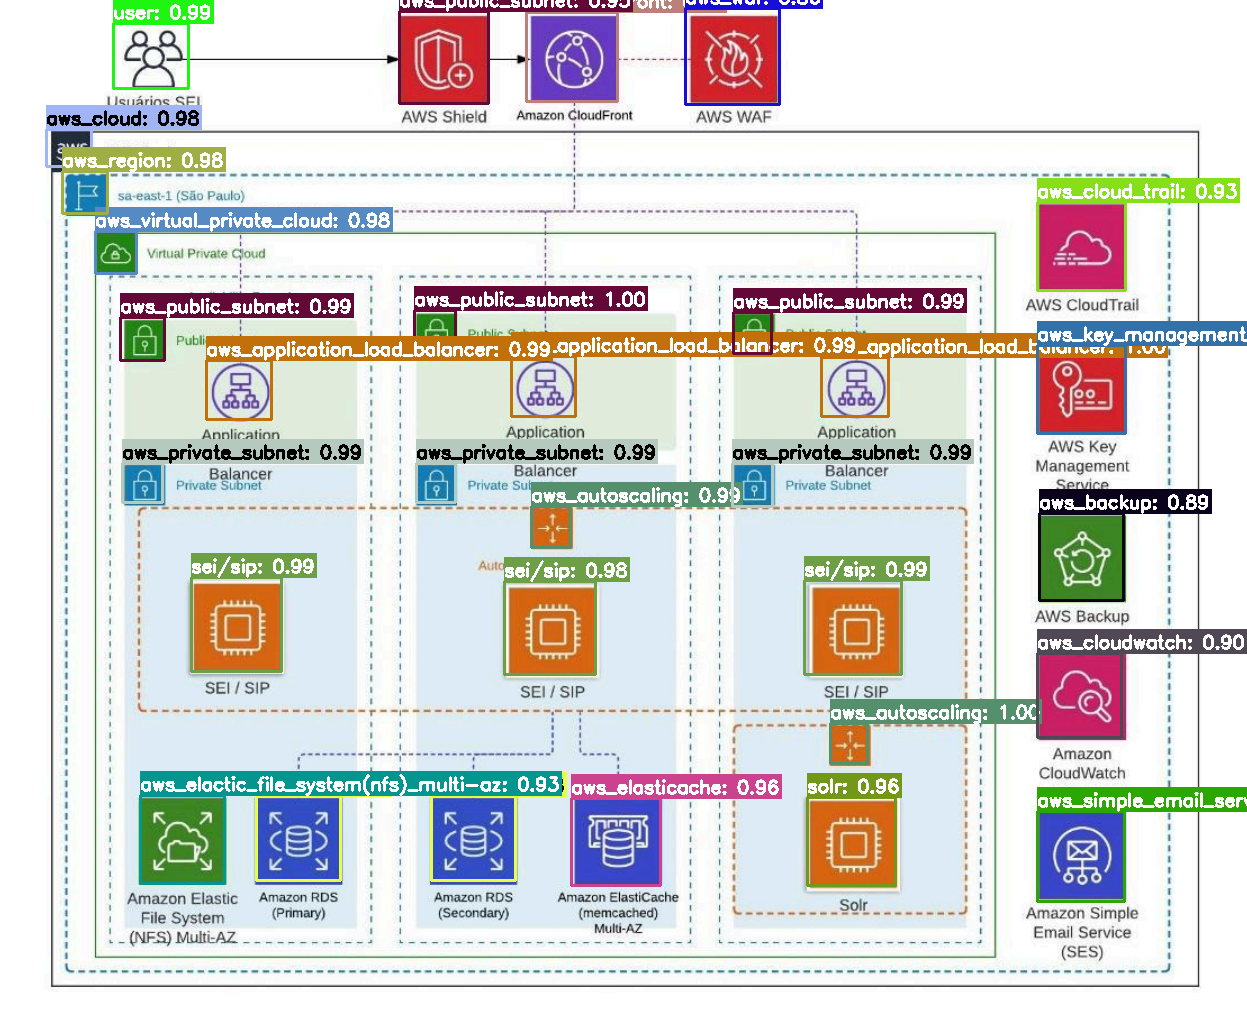 user: 0.99
aws_public_subnet: 0.95
ont:
aws_waf: 0.86
Usuários SEI
AWS Shield
Amazon CloudFront
AWS WAF
aws_cloud: 0.98
aws
aws_region: 0.98
sa-east-1 (São Paulo)
aws_virtual_private_cloud: 0.98
Virtual Private Cloud
aws_cloud_trail: 0.93
AWS CloudTrail
aws_public_subnet: 0.99
aws_public_subnet: 1.00
aws_public_subnet: 0.99
Public Subnet
Public Subnet
aws_application_load_balancer: 0.99
_application_load_balancer: 0.99
_application_load_balancer: 1.00
aws_key_management
Application
Balancer
Application
Balancer
Application
Balancer
AWS Key
Management
Service
aws_private_subnet: 0.99
aws_private_subnet: 0.99
aws_private_subnet: 0.99
Private Subnet
Private Subnet
Private Subnet
aws_autoscaling: 0.99
Auto
aws_backup: 0.89
AWS Backup
sei/sip: 0.99
sei/sip: 0.98
sei/sip: 0.99
SEI / SIP
SEI / SIP
SEI / SIP
aws_cloudwatch: 0.90
Amazon
CloudWatch
aws_autoscaling: 1.00
aws_elactic_file_system(nfs)_multi-az: 0.93
aws_elasticache: 0.96
solr: 0.96
aws_simple_email_serv
Amazon Elastic
File System
(NFS) Multi-AZ
Amazon RDS
(Primary)
Amazon RDS
(Secondary)
Amazon ElastiCache
(memcached)
Multi-AZ
Solr
Amazon Simple
Email Service
(SES)